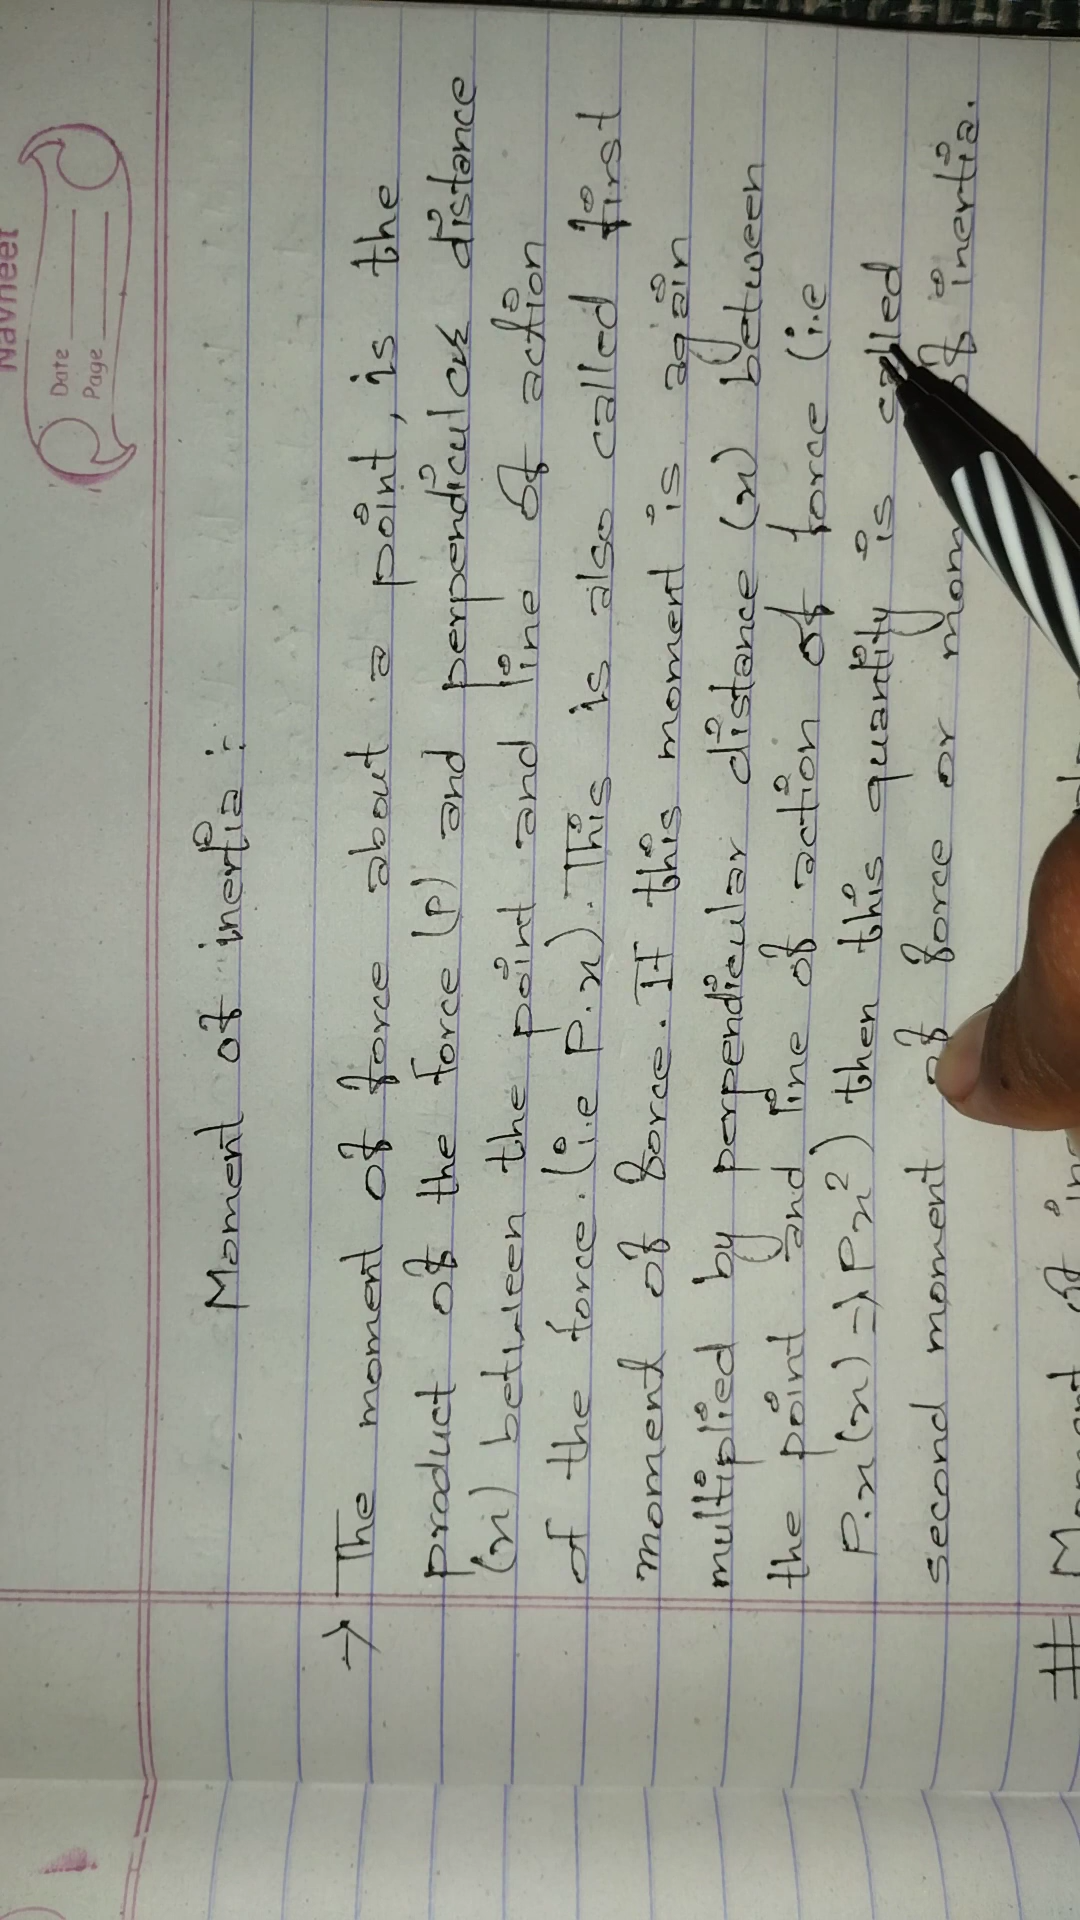 Navneet
Date
Page
Moment of inertia :
→ The moment of force about a point, is the
product of the force (P) and perpendicular distance
(x) between the point and line of action
of the force. (i.e P.x). This is also called first
moment of force. If this moment is again
multiplied by perpendicular distance (x) between
the point and line of action of force (i.e
P.x(x) => Px²) then this quantity is called
second moment of force or mom of inertia.
# Moment of